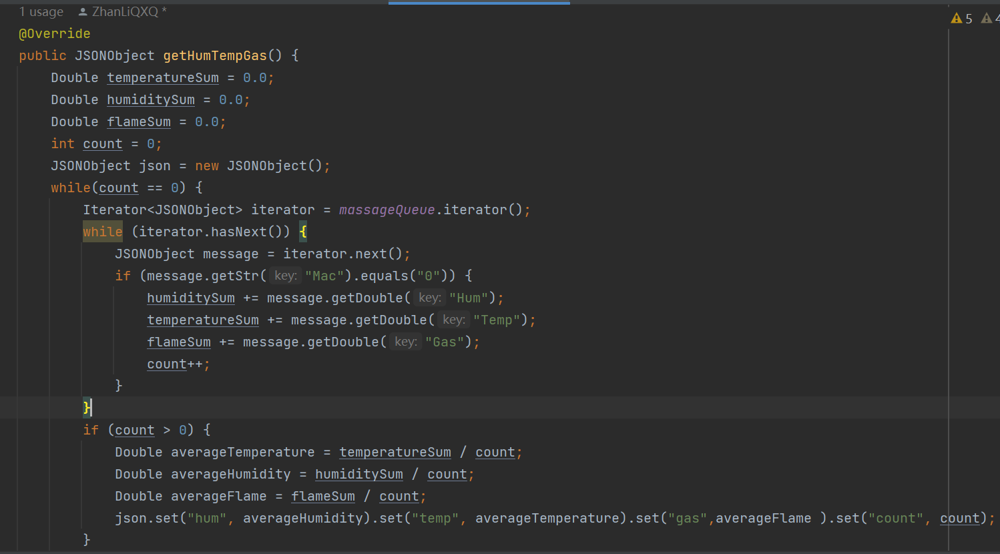 1 usage ZhanLiQXQ *
5 4
@Override
public JSONObject getHumTempGas() {
Double temperatureSum = 0.0;
Double humiditySum = 0.0;
Double flameSum = 0.0;
int count = 0;
JSONObject json = new JSONObject();
while(count == 0) {
Iterator<JSONObject> iterator = massageQueue.iterator();
while (iterator.hasNext()) {
JSONObject message = iterator.next();
if (message.getStr( key: "Mac").equals("0")) {
humiditySum += message.getDouble( key: "Hum");
temperatureSum += message.getDouble( key: "Temp");
flameSum += message.getDouble( key: "Gas");
count++;
}
}
if (count > 0) {
Double averageTemperature = temperatureSum / count;
Double averageHumidity = humiditySum / count;
Double averageFlame = flameSum / count;
json.set("hum", averageHumidity).set("temp", averageTemperature).set("gas",averageFlame ).set("count", count);
}